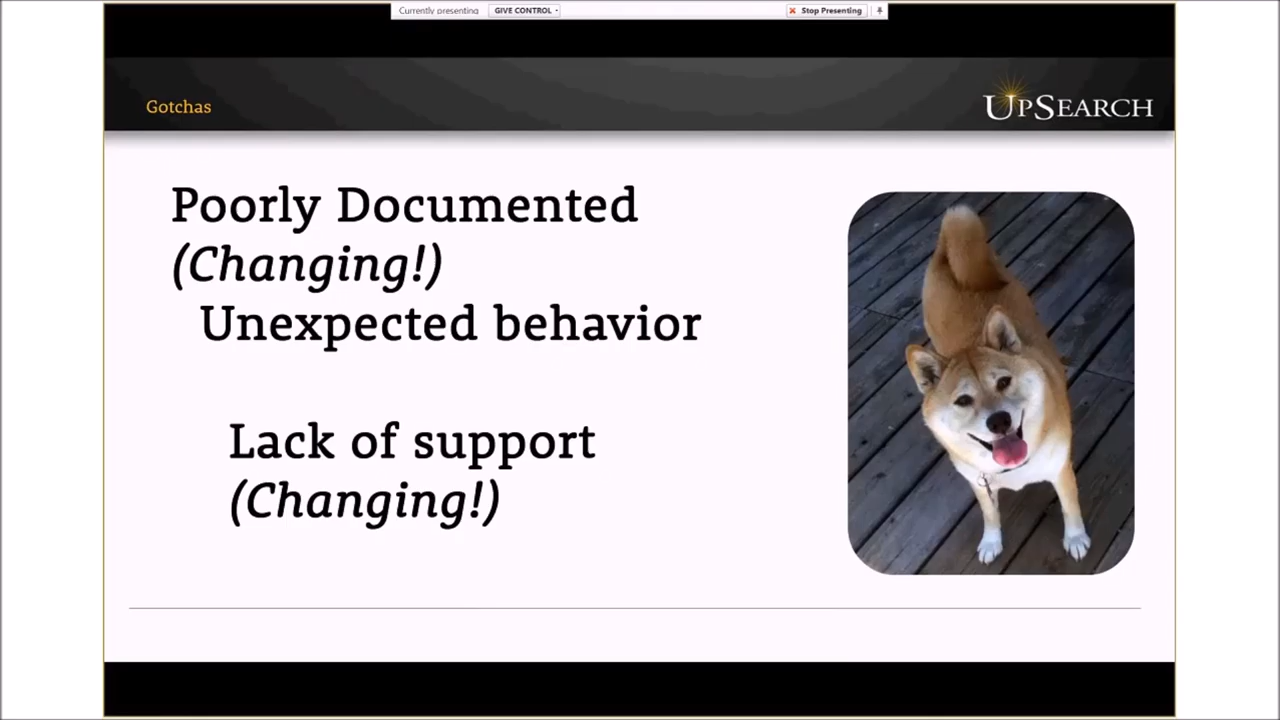 Currently presenting GIVE CONTROL Stop Presenting
Gotchas
UPSEARCH
Poorly Documented
(Changing!)
Unexpected behavior
Lack of support
(Changing!)